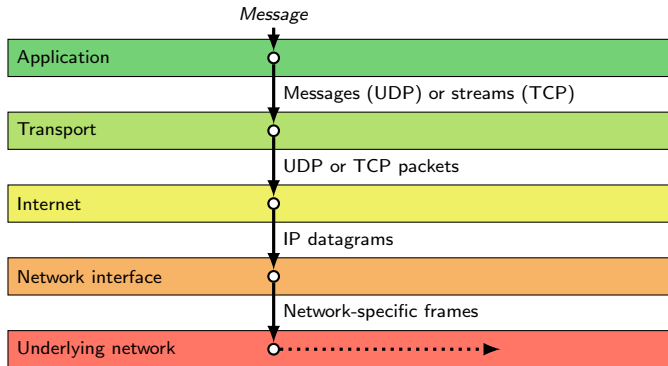 Message
Application
Messages (UDP) or streams (TCP)
Transport
UDP or TCP packets
Internet
IP datagrams
Network interface
Network-specific frames
Underlying network